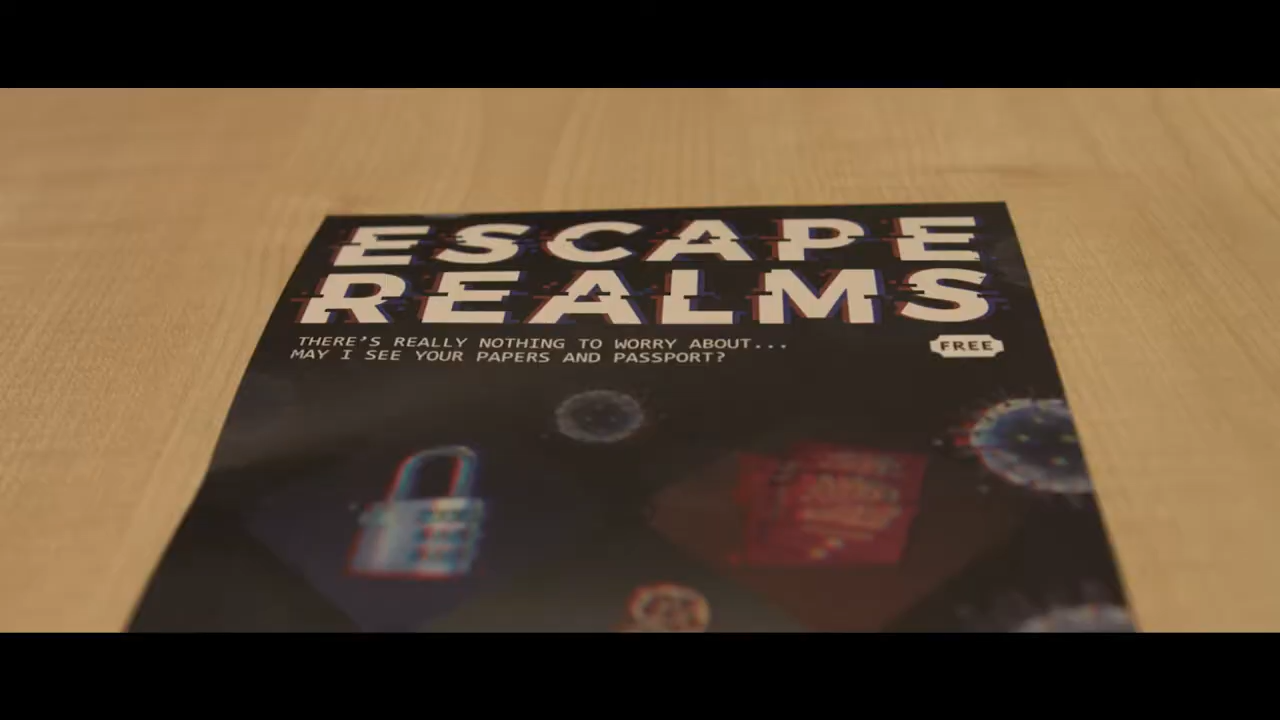 ESCAPE
REALMS
THERE'S REALLY NOTHING TO WORRY ABOUT...
MAY I SEE YOUR PAPERS AND PASSPORT?
FREE